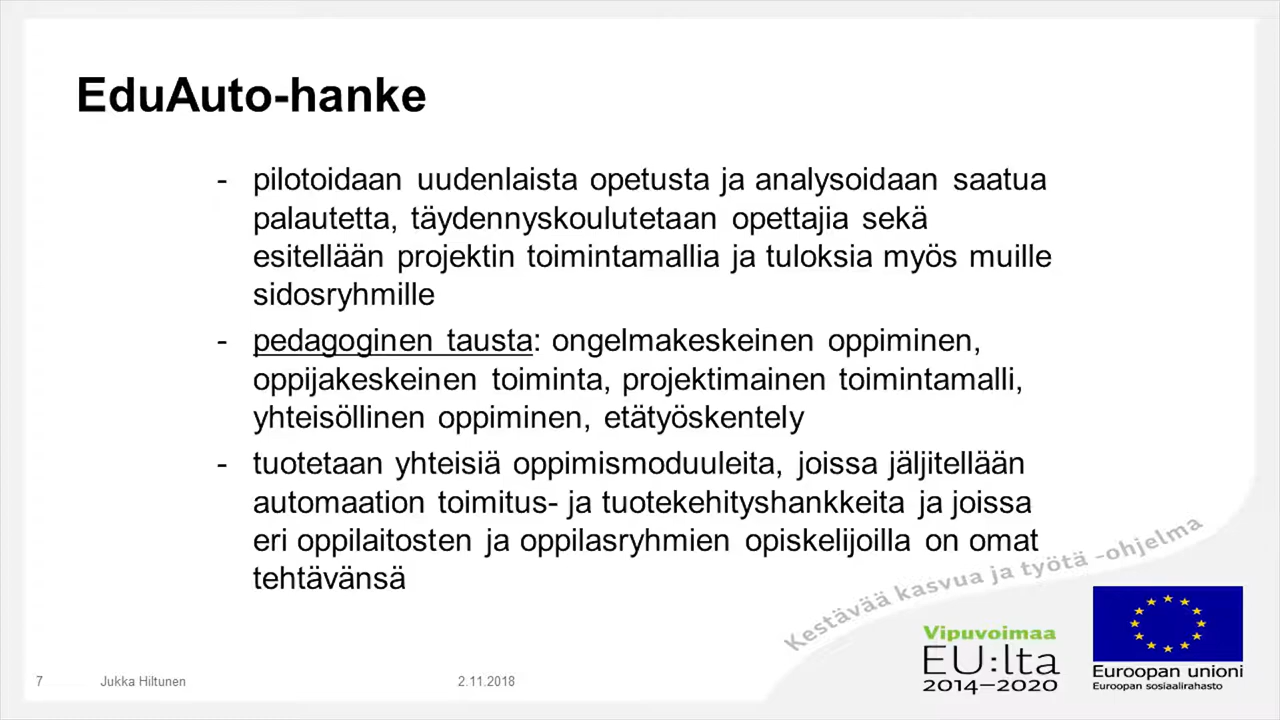 EduAuto-hanke
- pilotoidaan uudenlaista opetusta ja analysoidaan saatua
palautetta, täydennyskoulutetaan opettajia sekä
esitellään projektin toimintamallia ja tuloksia myös muille
sidosryhmille
- pedagoginen tausta: ongelmakeskeinen oppiminen,
oppijakeskeinen toiminta, projektimainen toimintamalli,
yhteisöllinen oppiminen, etätyöskentely
- tuotetaan yhteisiä oppimismoduuleita, joissa jäljitellään
automaation toimitus- ja tuotekehityshankkeita ja joissa
eri oppilaitosten ja oppilasryhmien opiskelijoilla on omat
tehtävänsä
Kestävää kasvua ja työtä -ohjelma
Vipuvoimaa
EU:lta
2014–2020
Euroopan unioni
Euroopan sosiaalirahasto
7 Jukka Hiltunen 2.11.2018